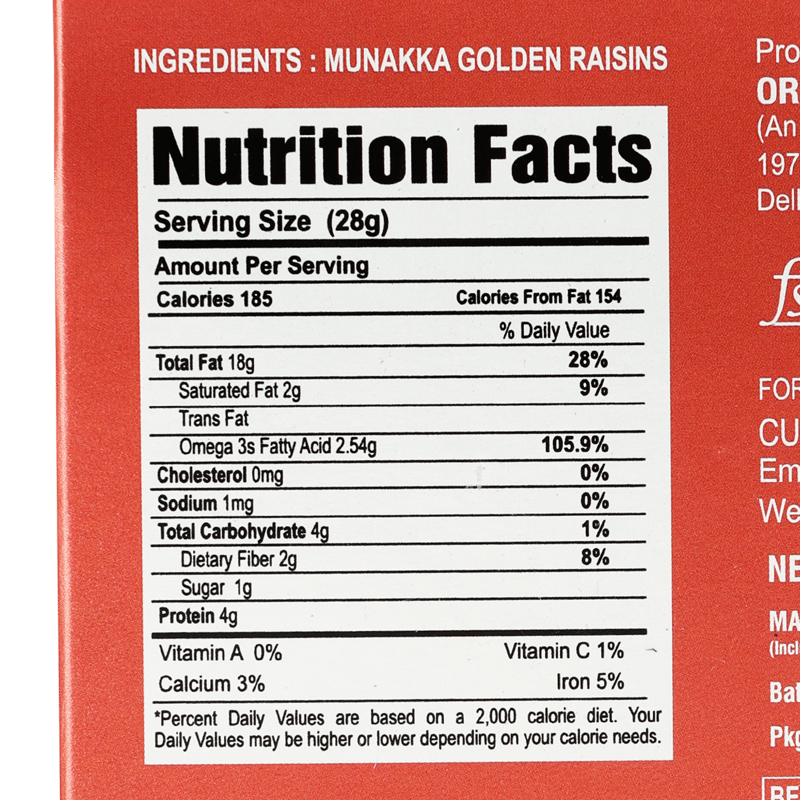 INGREDIENTS : MUNAKKA GOLDEN RAISINS
Nutrition Facts
Serving Size (28g)
Amount Per Serving
Calories 185 Calories From Fat 154
% Daily Value
Total Fat 18g 28%
Saturated Fat 2g 9%
Trans Fat
Omega 3s Fatty Acid 2.54g 105.9%
Cholesterol 0mg 0%
Sodium 1mg 0%
Total Carbohydrate 4g 1%
Dietary Fiber 2g 8%
Sugar 1g
Protein 4g
Vitamin A 0% Vitamin C 1%
Calcium 3% Iron 5%
*Percent Daily Values are based on a 2,000 calorie diet. Your
Daily Values may be higher or lower depending on your calorie needs.
Pro
OR
(An
197
Del
fs
FOR
CU
Em
We
NE
MA
(Incl
Bat
Pkg
BE